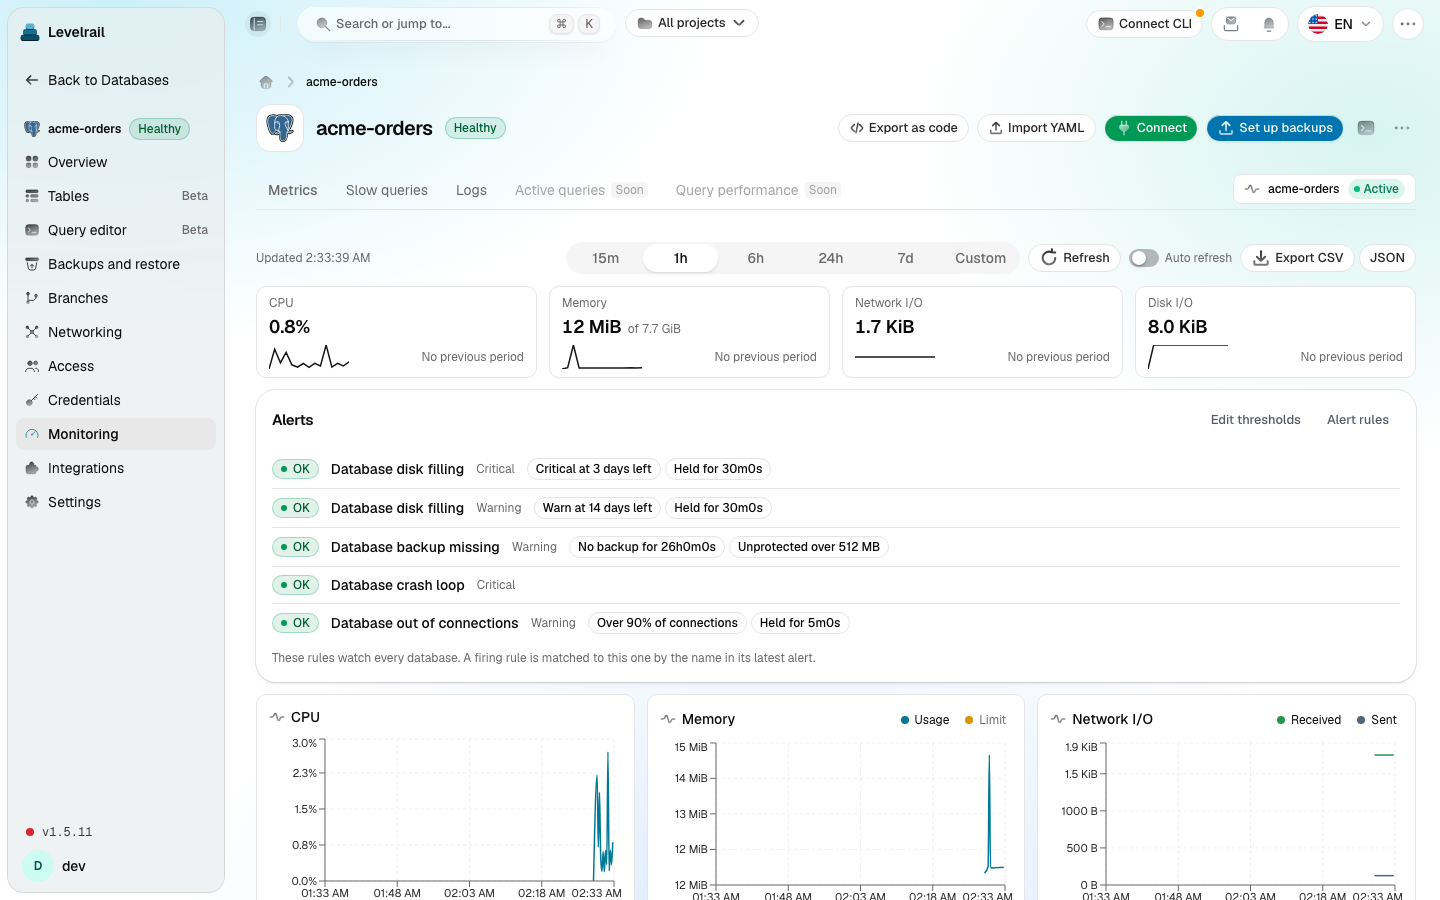 Levelrail
Search or jump to...
⌘ K
All projects
Connect CLI
EN
Back to Databases
acme-orders
acme-orders Healthy
acme-orders Healthy
Export as code
Import YAML
Connect
Set up backups
Overview
Tables Beta
Query editor Beta
Backups and restore
Branches
Networking
Access
Credentials
Monitoring
Integrations
Settings
v1.5.11
D dev
Metrics Slow queries Logs Active queries Soon Query performance Soon
acme-orders Active
Updated 2:33:39 AM
15m 1h 6h 24h 7d Custom
Refresh
Auto refresh
Export CSV
JSON
CPU
0.8%
No previous period
Memory
12 MiB of 7.7 GiB
No previous period
Network I/O
1.7 KiB
No previous period
Disk I/O
8.0 KiB
No previous period
Alerts
Edit thresholds Alert rules
OK Database disk filling Critical Critical at 3 days left Held for 30m0s
OK Database disk filling Warning Warn at 14 days left Held for 30m0s
OK Database backup missing Warning No backup for 26h0m0s Unprotected over 512 MB
OK Database crash loop Critical
OK Database out of connections Warning Over 90% of connections Held for 5m0s
These rules watch every database. A firing rule is matched to this one by the name in its latest alert.
CPU
3.0%
2.3%
1.5%
0.8%
0.0%
01:33 AM 01:48 AM 02:03 AM 02:18 AM 02:33 AM
Memory
Usage Limit
15 MiB
14 MiB
13 MiB
12 MiB
12 MiB
01:33 AM 01:48 AM 02:03 AM 02:18 AM 02:33 AM
Network I/O
Received Sent
1.9 KiB
1.5 KiB
1000 B
500 B
0 B
01:33 AM 01:48 AM 02:03 AM 02:18 AM 02:33 AM